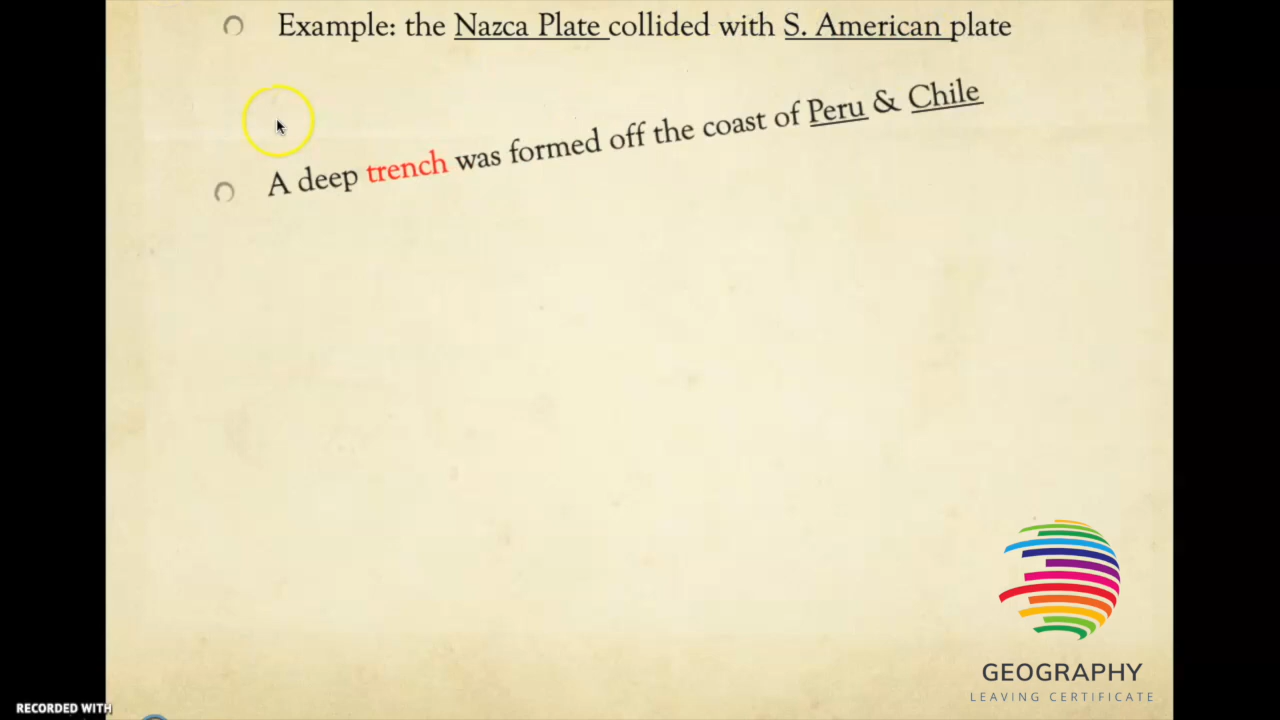 Example: the Nazca Plate collided with S. American plate
A deep trench was formed off the coast of Peru & Chile
GEOGRAPHY
LEAVING CERTIFICATE
RECORDED WITH